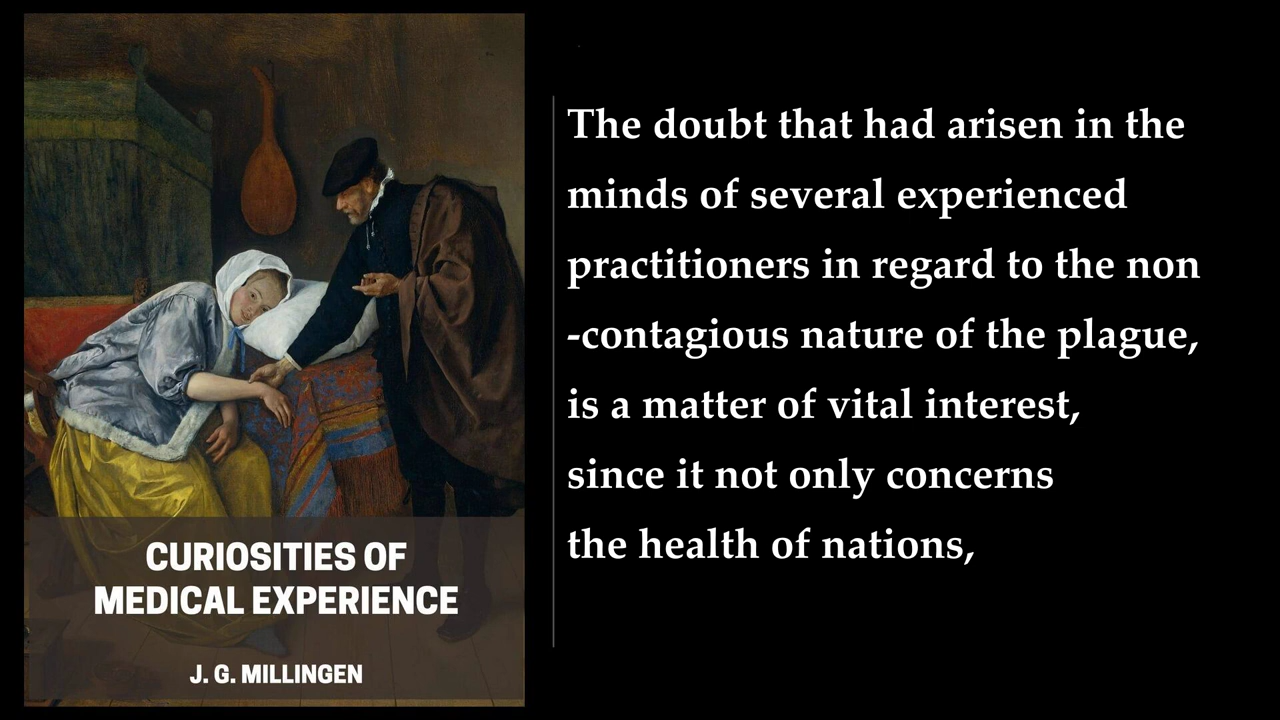 CURIOSITIES OF
MEDICAL EXPERIENCE
J. G. MILLINGEN
The doubt that had arisen in the
minds of several experienced
practitioners in regard to the non
-contagious nature of the plague,
is a matter of vital interest,
since it not only concerns
the health of nations,